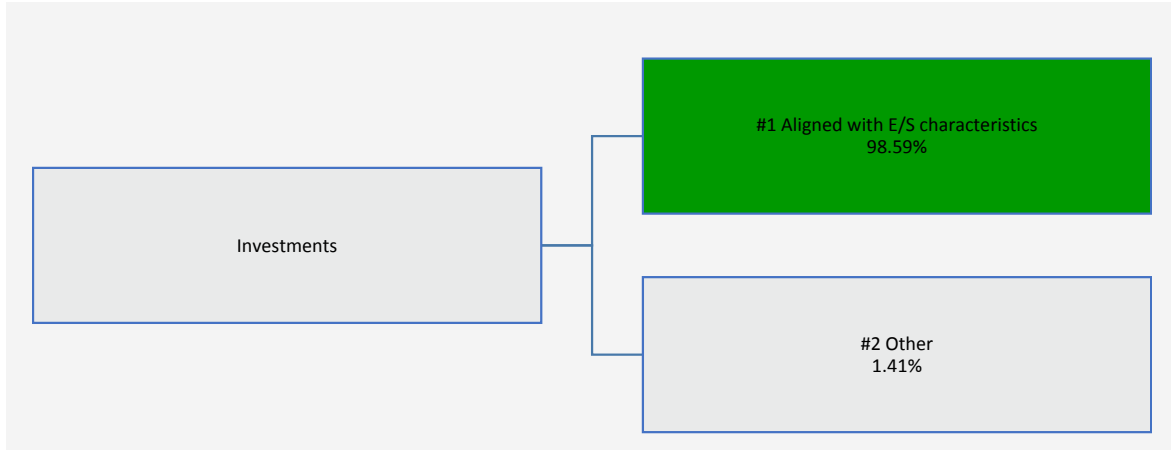 Investments
#1 Aligned with E/S characteristics
98.59%
#2 Other
1.41%